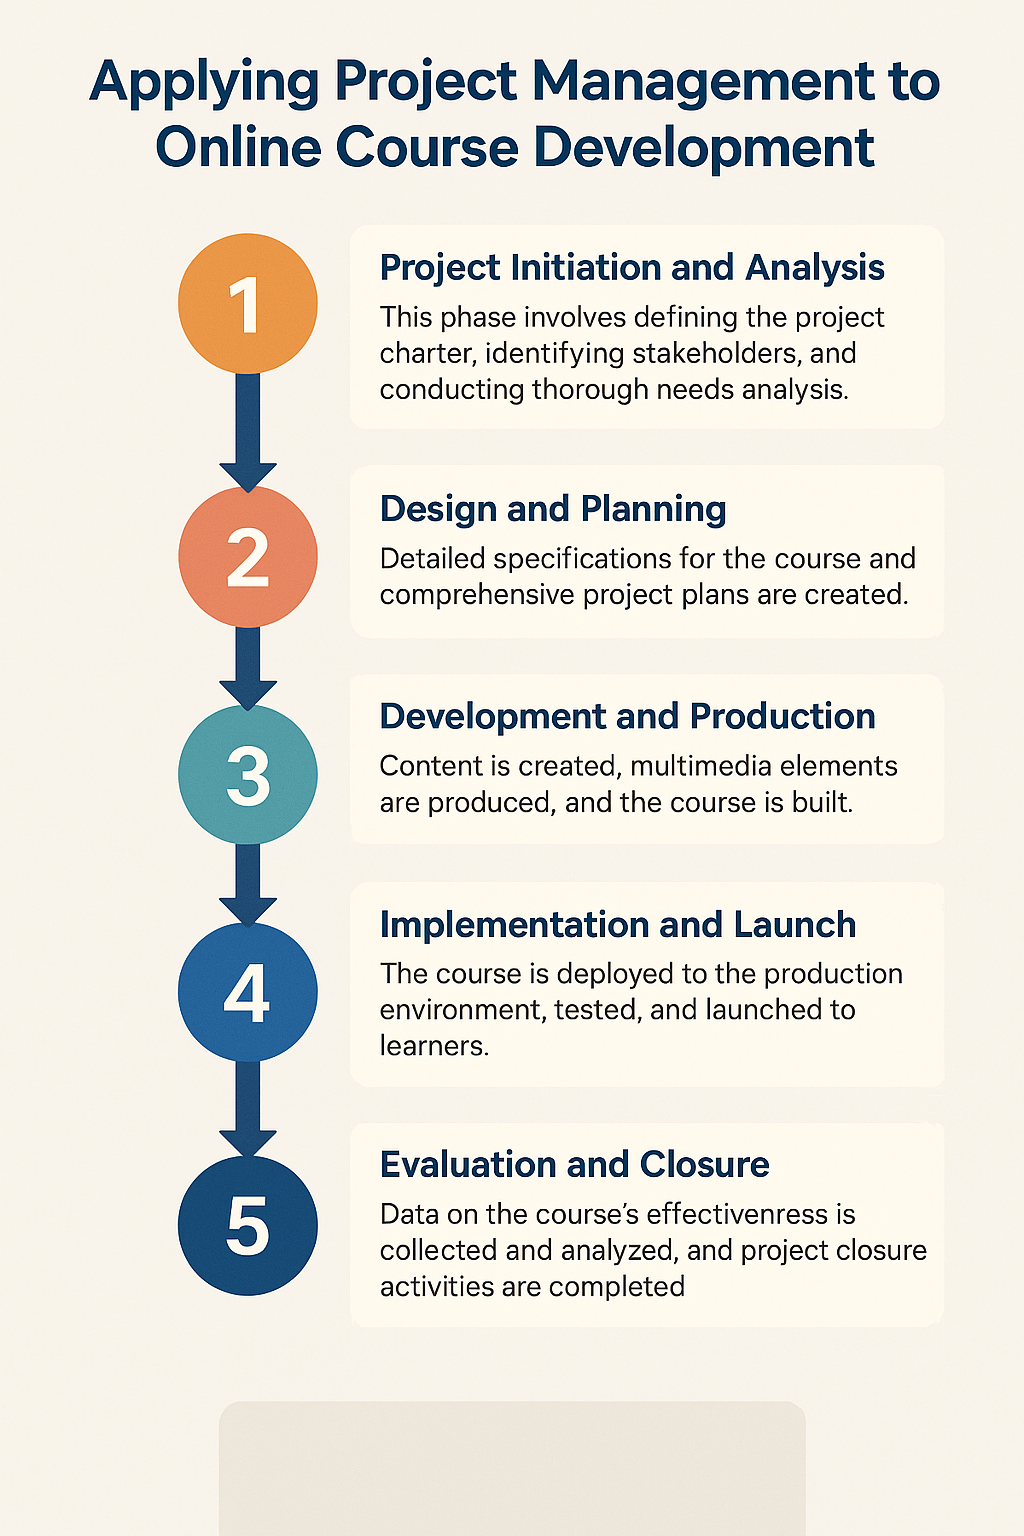 Applying Project Management to
Online Course Development
1
Project Initiation and Analysis
This phase involves defining the project
charter, identifying stakeholders, and
conducting thorough needs analysis.
2
Design and Planning
Detailed specifications for the course and
comprehensive project plans are created.
3
Development and Production
Content is created, multimedia elements
are produced, and the course is built.
4
Implementation and Launch
The course is deployed to the production
environment, tested, and launched to
learners.
5
Evaluation and Closure
Data on the course’s effectivenress is
collected and analyzed, and project closure
activities are completed